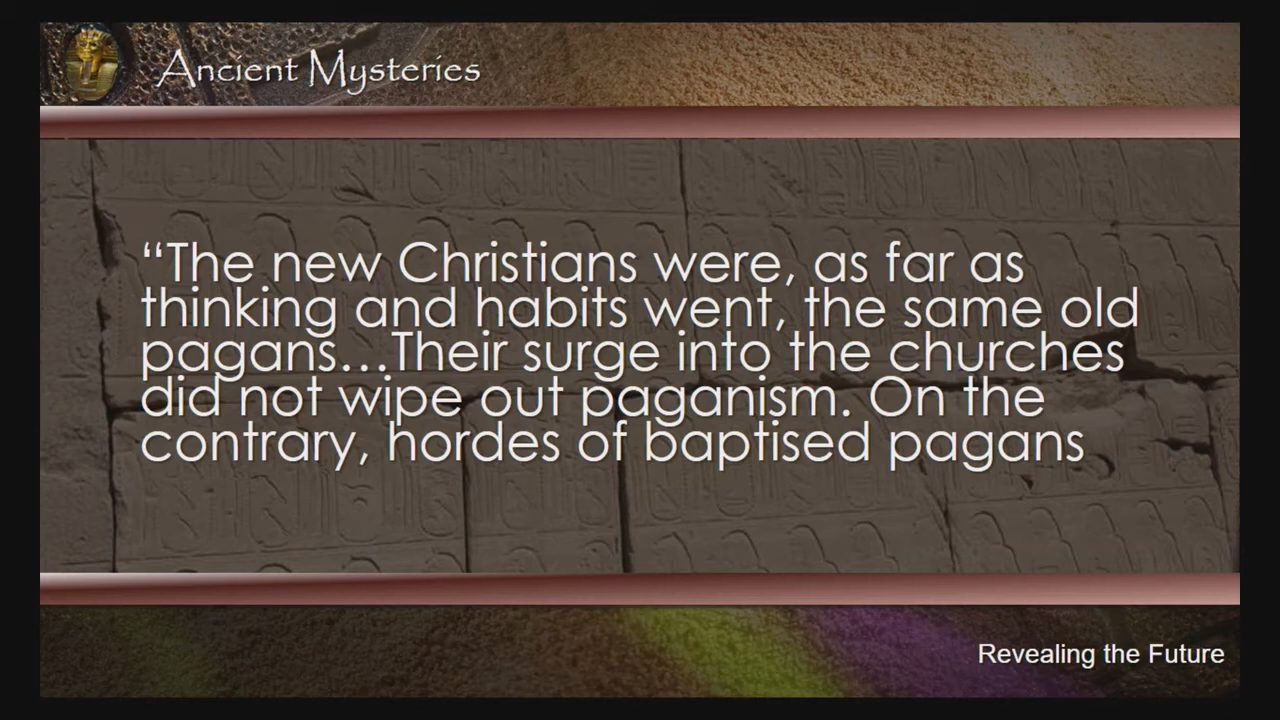 Ancient Mysteries
“The new Christians were, as far as
thinking and habits went, the same old
pagans...Their surge into the churches
did not wipe out paganism. On the
contrary, hordes of baptised pagans
Revealing the Future